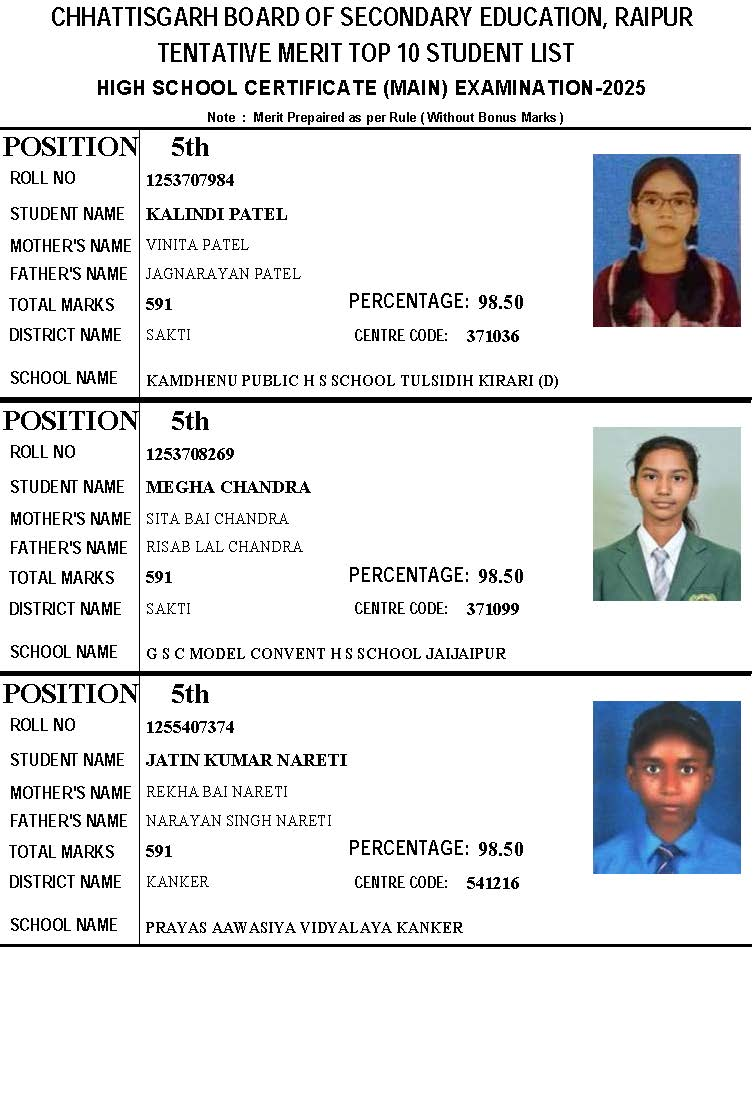 CHHATTISGARH BOARD OF SECONDARY EDUCATION, RAIPUR
TENTATIVE MERIT TOP 10 STUDENT LIST
HIGH SCHOOL CERTIFICATE (MAIN) EXAMINATION-2025
Note : Merit Prepaired as per Rule ( Without Bonus Marks )
POSITION 5th
ROLL NO 1253707984
STUDENT NAME KALINDI PATEL
MOTHER'S NAME VINITA PATEL
FATHER'S NAME JAGNARAYAN PATEL
TOTAL MARKS 591 PERCENTAGE: 98.50
DISTRICT NAME SAKTI CENTRE CODE: 371036
SCHOOL NAME KAMDHENU PUBLIC H S SCHOOL TULSIDIH KIRARI (D)
POSITION 5th
ROLL NO 1253708269
STUDENT NAME MEGHA CHANDRA
MOTHER'S NAME SITA BAI CHANDRA
FATHER'S NAME RISAB LAL CHANDRA
TOTAL MARKS 591 PERCENTAGE: 98.50
DISTRICT NAME SAKTI CENTRE CODE: 371099
SCHOOL NAME G S C MODEL CONVENT H S SCHOOL JAIJAIPUR
POSITION 5th
ROLL NO 1255407374
STUDENT NAME JATIN KUMAR NARETI
MOTHER'S NAME REKHA BAI NARETI
FATHER'S NAME NARAYAN SINGH NARETI
TOTAL MARKS 591 PERCENTAGE: 98.50
DISTRICT NAME KANKER CENTRE CODE: 541216
SCHOOL NAME PRAYAS AAWASIYA VIDYALAYA KANKER